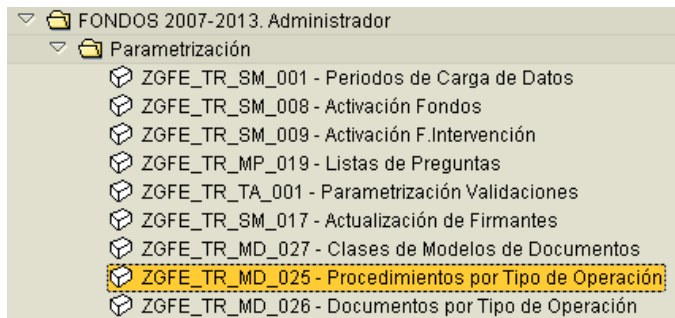 FONDOS 2007-2013. Administrador
Parametrización
ZGFE_TR_SM_001 - Periodos de Carga de Datos
ZGFE_TR_SM_008 - Activación Fondos
ZGFE_TR_SM_009 - Activación F.Intervención
ZGFE_TR_MP_019 - Listas de Preguntas
ZGFE_TR_TA_001 - Parametrización Validaciones
ZGFE_TR_SM_017 - Actualización de Firmantes
ZGFE_TR_MD_027 - Clases de Modelos de Documentos
ZGFE_TR_MD_025 - Procedimientos por Tipo de Operación
ZGFE_TR_MD_026 - Documentos por Tipo de Operación